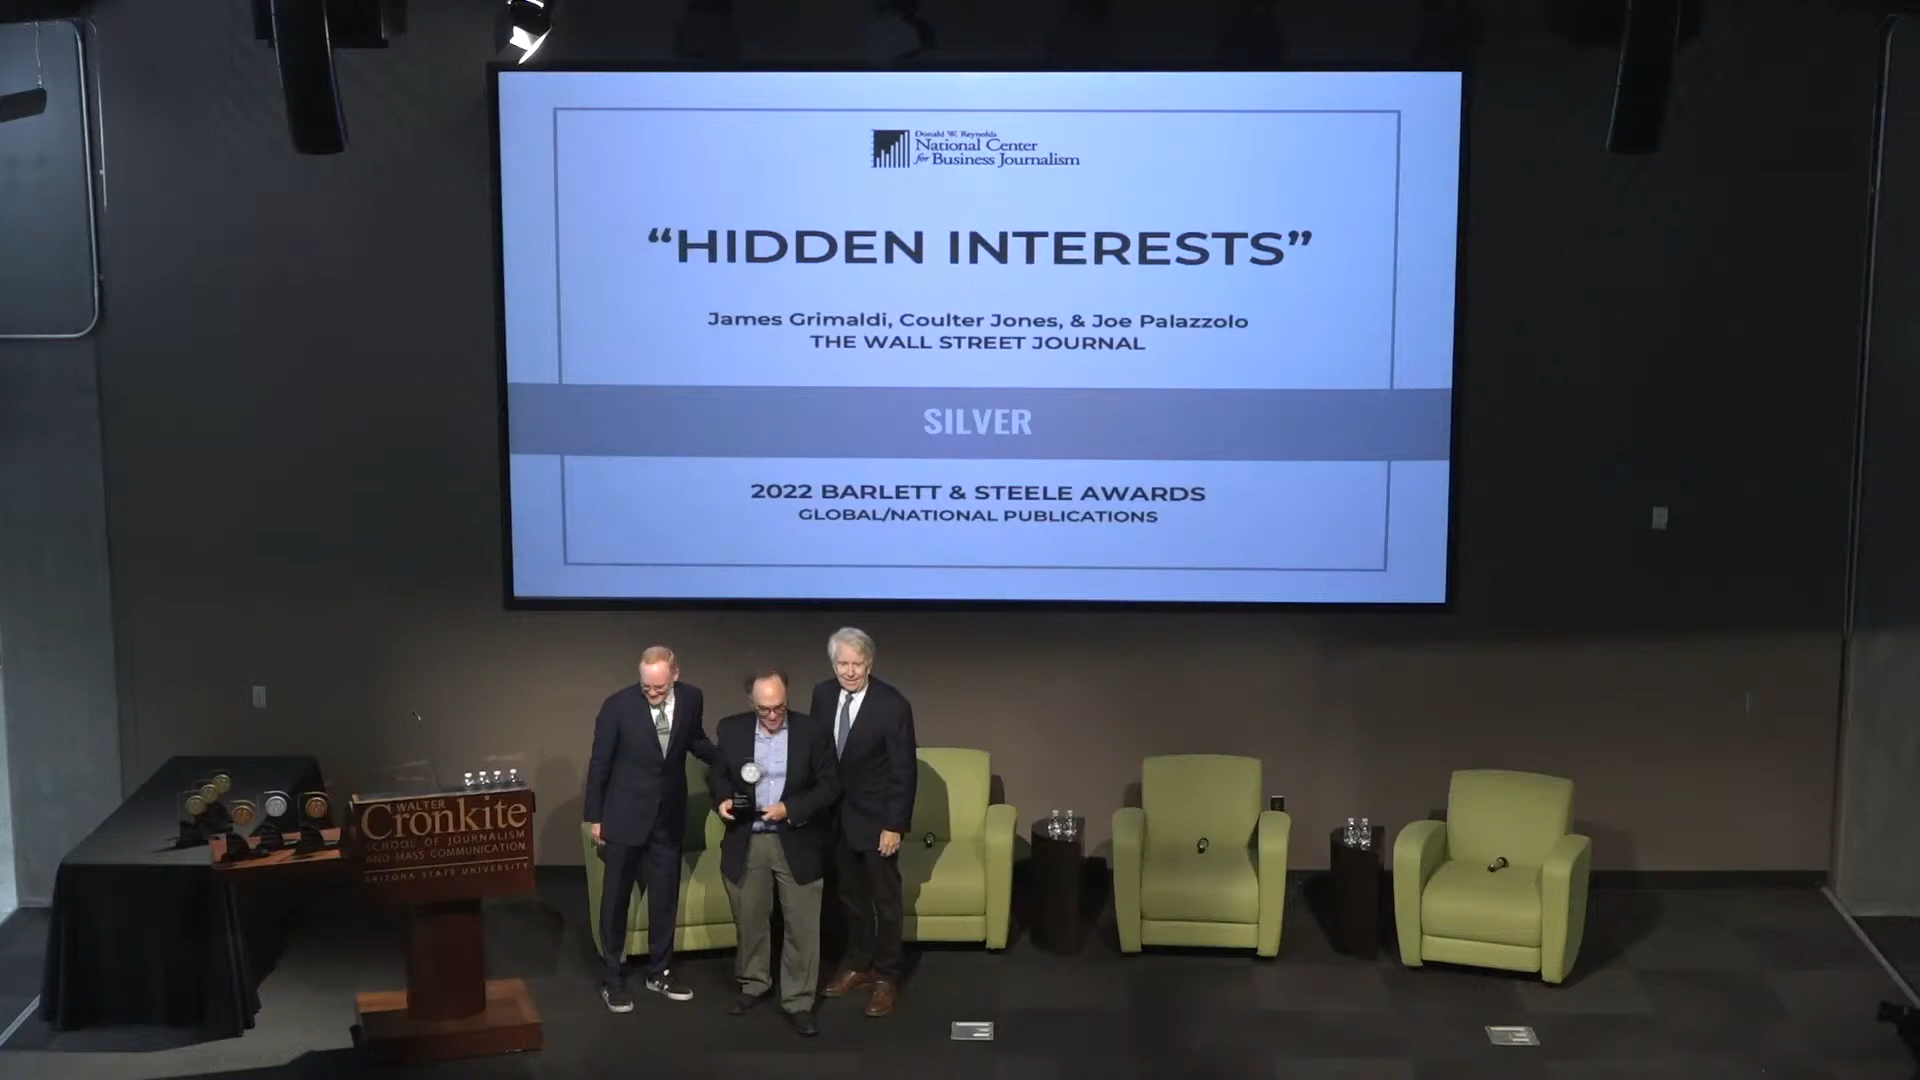 Donald W. Reynolds
National Center
for Business Journalism
“HIDDEN INTERESTS”
James Grimaldi, Coulter Jones, & Joe Palazzolo
THE WALL STREET JOURNAL
SILVER
2022 BARLETT & STEELE AWARDS
GLOBAL/NATIONAL PUBLICATIONS
WALTER
Cronkite
SCHOOL OF JOURNALISM
AND MASS COMMUNICATION
ARIZONA STATE UNIVERSITY